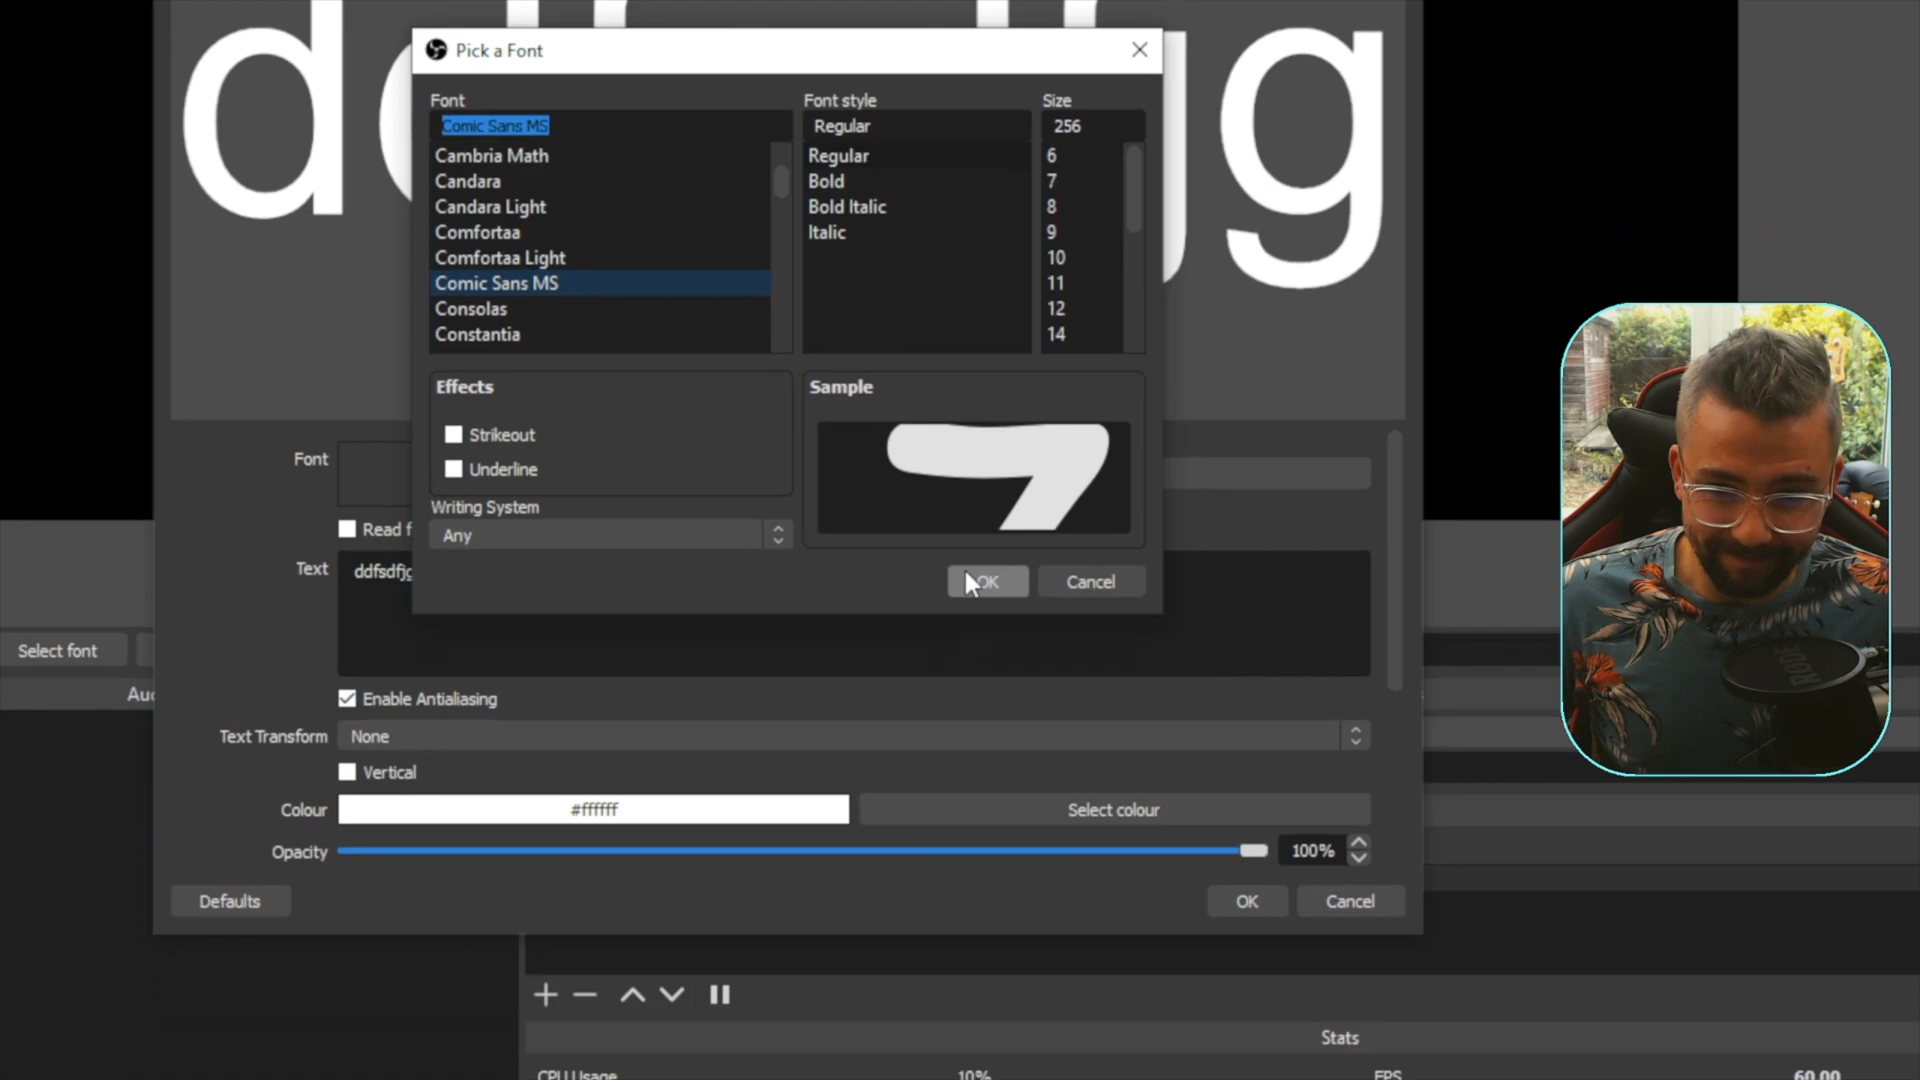 Pick a Font
Font Font style Size
Comic Sans MS Regular 256
Cambria Math Regular 6
Candara Bold 7
Candara Light Bold Italic 8
Comfortaa Italic 9
Comfortaa Light 10
Comic Sans MS 11
Consolas 12
Constantia 14
Effects Sample
Strikeout
Underline
Font
Writing System
Read f
Any
Text ddfsdfjg
OK Cancel
Select font
Auc
Enable Antialiasing
Text Transform None
Vertical
Colour #ffffff Select colour
Opacity 100%
Defaults OK Cancel
Stats
CPU Usage 10% FPS 60.00
RODE